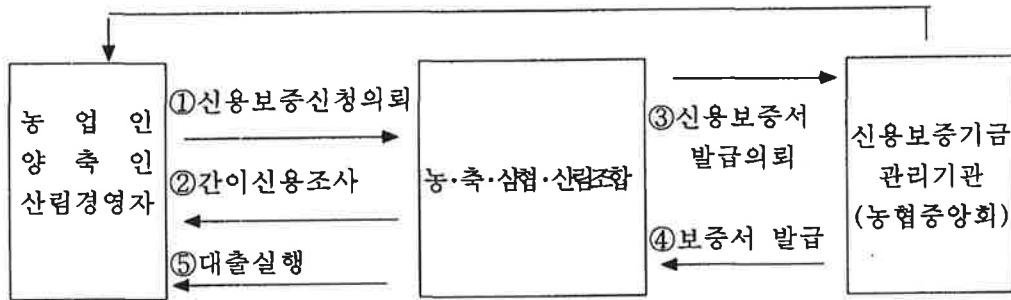 농 업 인
양 축 인
산림경영자
①신용보증신청의뢰
②간이신용조사
⑤대출실행
농·축·삼협·산림조합
③신용보증서
발급의뢰
④보증서 발급
신용보증기금
관리기관
(농협중앙회)